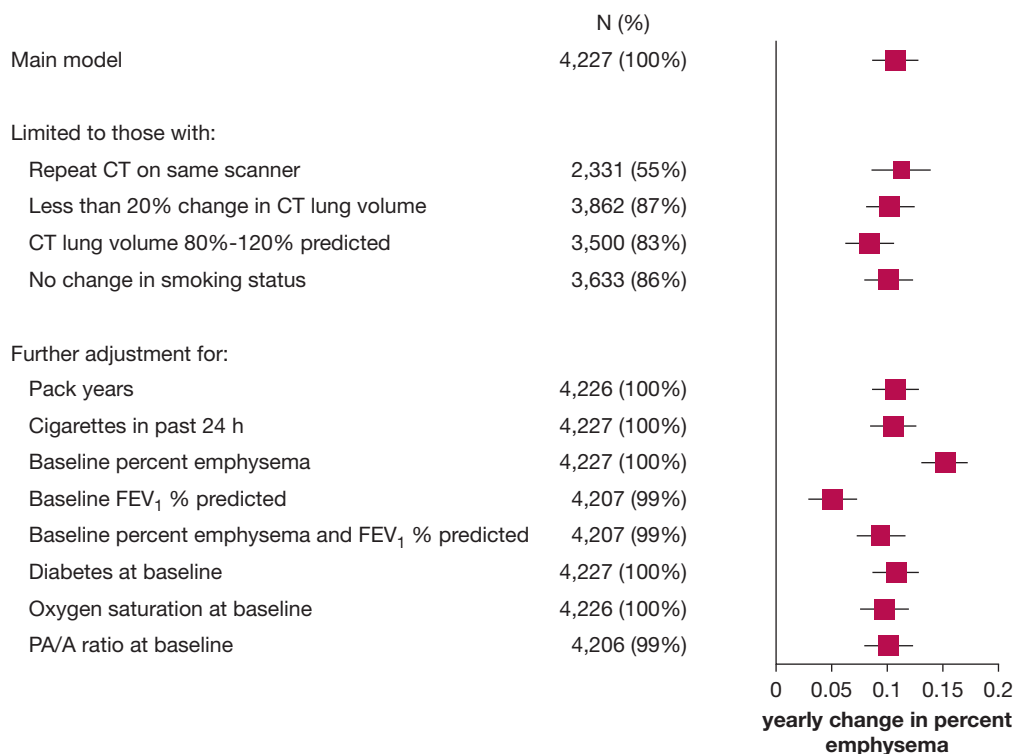 N (%)
Main model 4,227 (100%)
Limited to those with:
Repeat CT on same scanner 2,331 (55%)
Less than 20% change in CT lung volume 3,862 (87%)
CT lung volume 80%-120% predicted 3,500 (83%)
No change in smoking status 3,633 (86%)
Further adjustment for:
Pack years 4,226 (100%)
Cigarettes in past 24 h 4,227 (100%)
Baseline percent emphysema 4,227 (100%)
Baseline FEV₁ % predicted 4,207 (99%)
Baseline percent emphysema and FEV₁ % predicted 4,207 (99%)
Diabetes at baseline 4,227 (100%)
Oxygen saturation at baseline 4,226 (100%)
PA/A ratio at baseline 4,206 (99%)
0 0.05 0.1 0.15 0.2
yearly change in percent
emphysema